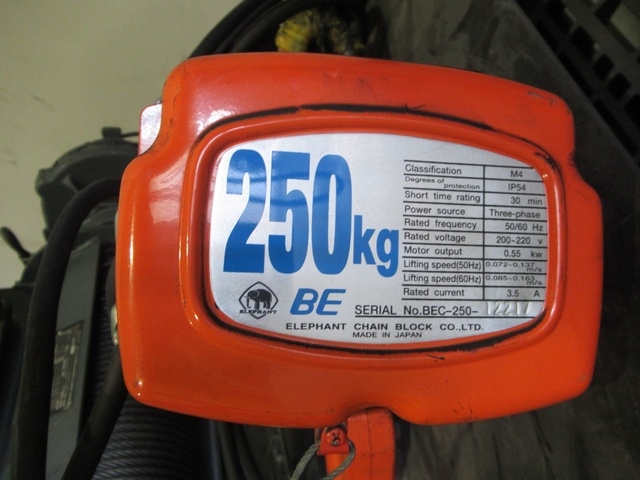 250kg
Classification M4
Degrees of protection IP54
Short time rating 30 min
Power source Three-phase
Rated frequency 50/60 Hz
Rated voltage 200-220 v
Motor output 0.55 kw
Lifting speed(50Hz) 0.072-0.137 m/s
Lifting speed(60Hz) 0.085-0.163 m/s
Rated current 3.5 A
ELEPHANT
BE
SERIAL No.BEC-250-
ELEPHANT CHAIN BLOCK CO.,LTD.
MADE IN JAPAN